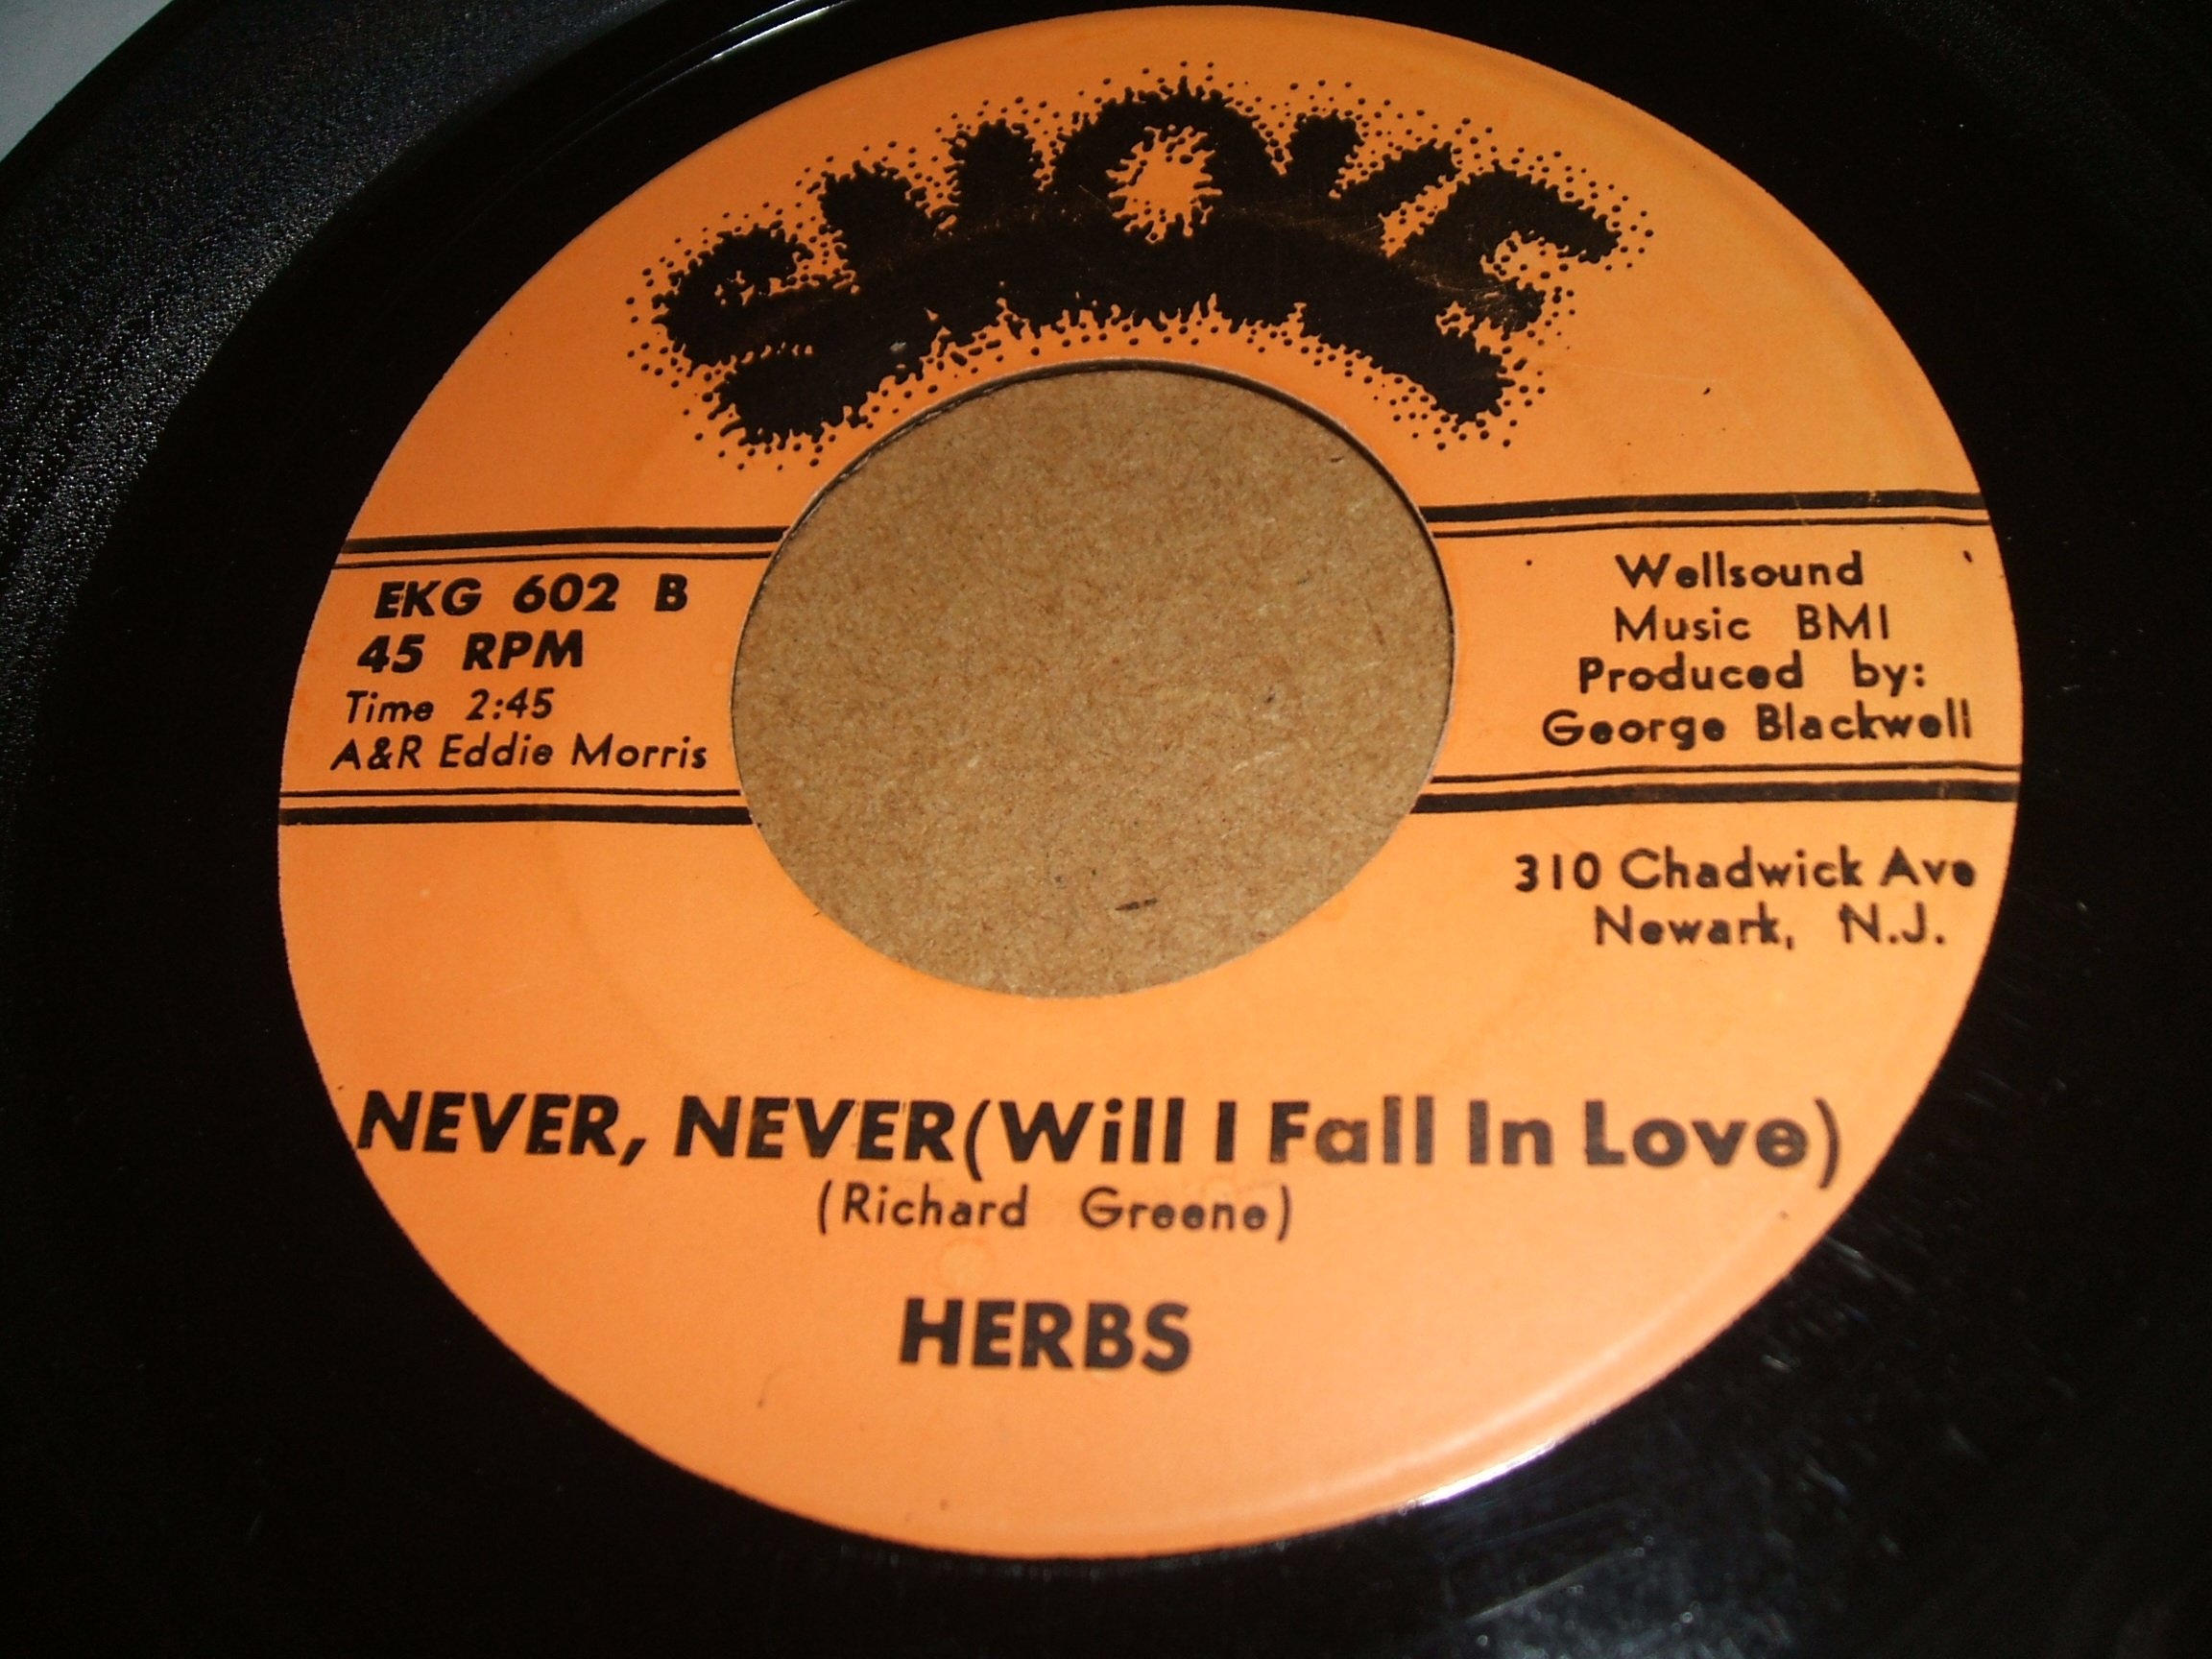 SMOKE
EKG 602 B
45 RPM
Time 2:45
A&R Eddie Morris
Wellsound
Music BMI
Produced by:
George Blackwell
310 Chadwick Ave
Newark, N.J.
NEVER, NEVER(Will I Fall In Love)
(Richard Greene)
HERBS